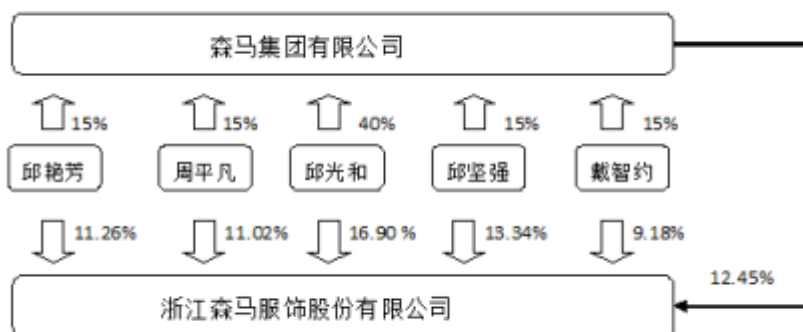 森马集团有限公司
15% 15% 40% 15% 15%
邱艳芳 周平凡 邱光和 邱坚强 戴智约
11.26% 11.02% 16.90 % 13.34% 9.18%
12.45%
浙江森马服饰股份有限公司